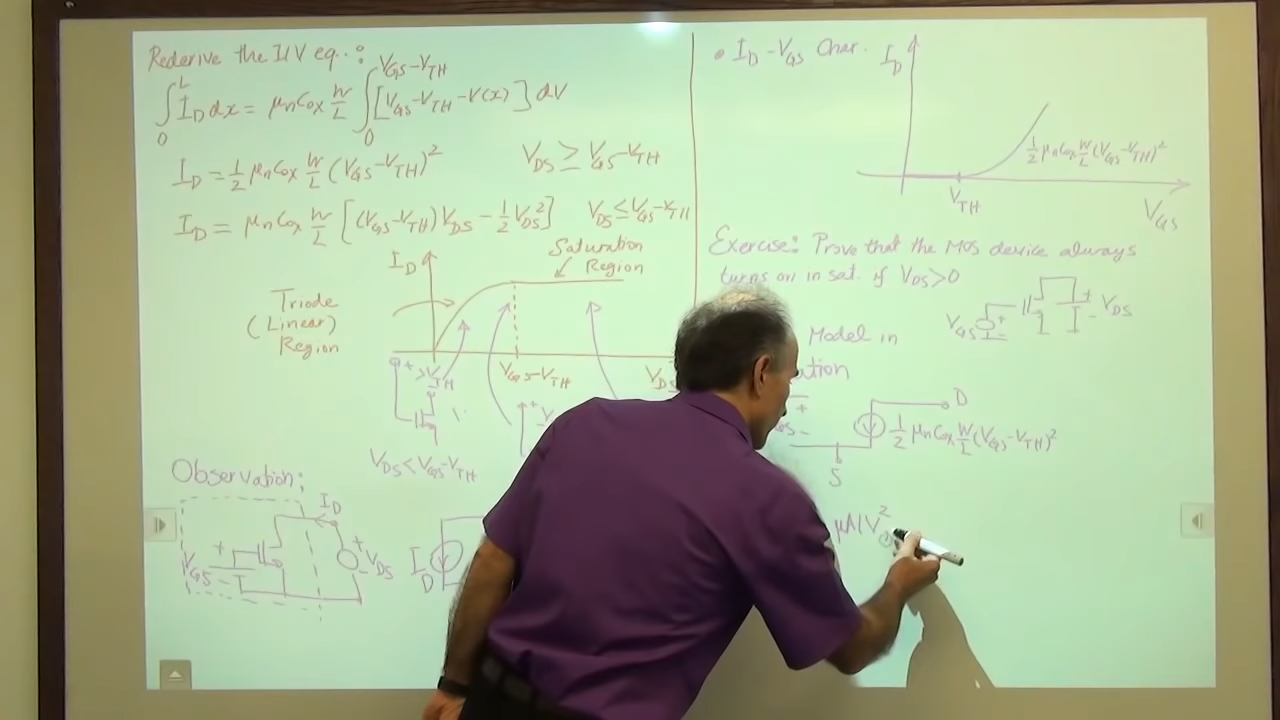 Rederive the I/V eq..:
∫₀ᴸ I_D dx = μnCox W/L ∫₀^(VGS-VTH) [VGS-VTH-V(x)] dV
I_D = 1/2 μnCox W/L (VGS-VTH)² VDS ≥ VGS-VTH
I_D = μnCox W/L [(VGS-VTH)VDS - 1/2 VDS²] VDS ≤ VGS-VTH
I_D
Saturation
Region
Triode
(Linear)
Region
+ >VTH
VGS-VTH
VDS
VDS < VGS-VTH
+
Observation:
I_D
VGS
+
+
-
VDS
I_D
• I_D - VGS Char.
I_D
1/2 μnCox W/L (VGS-VTH)²
VTH
VGS
Exercise: Prove that the MOS device always
turns on in sat. if VDS>0
VGS
+
-
+
-
VDS
Model in
+
-
D
1/2 μnCox W/L (VGS-VTH)²
S
μA/V²